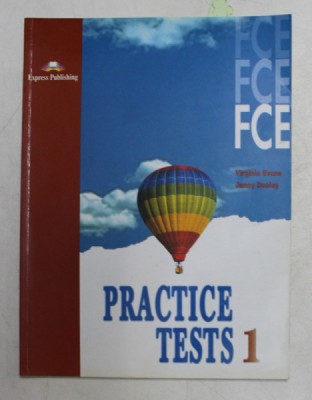 FCE
FCE
FCE
Express Publishing
Virginia Evans
Jenny Dooley
PRACTICE
TESTS 1